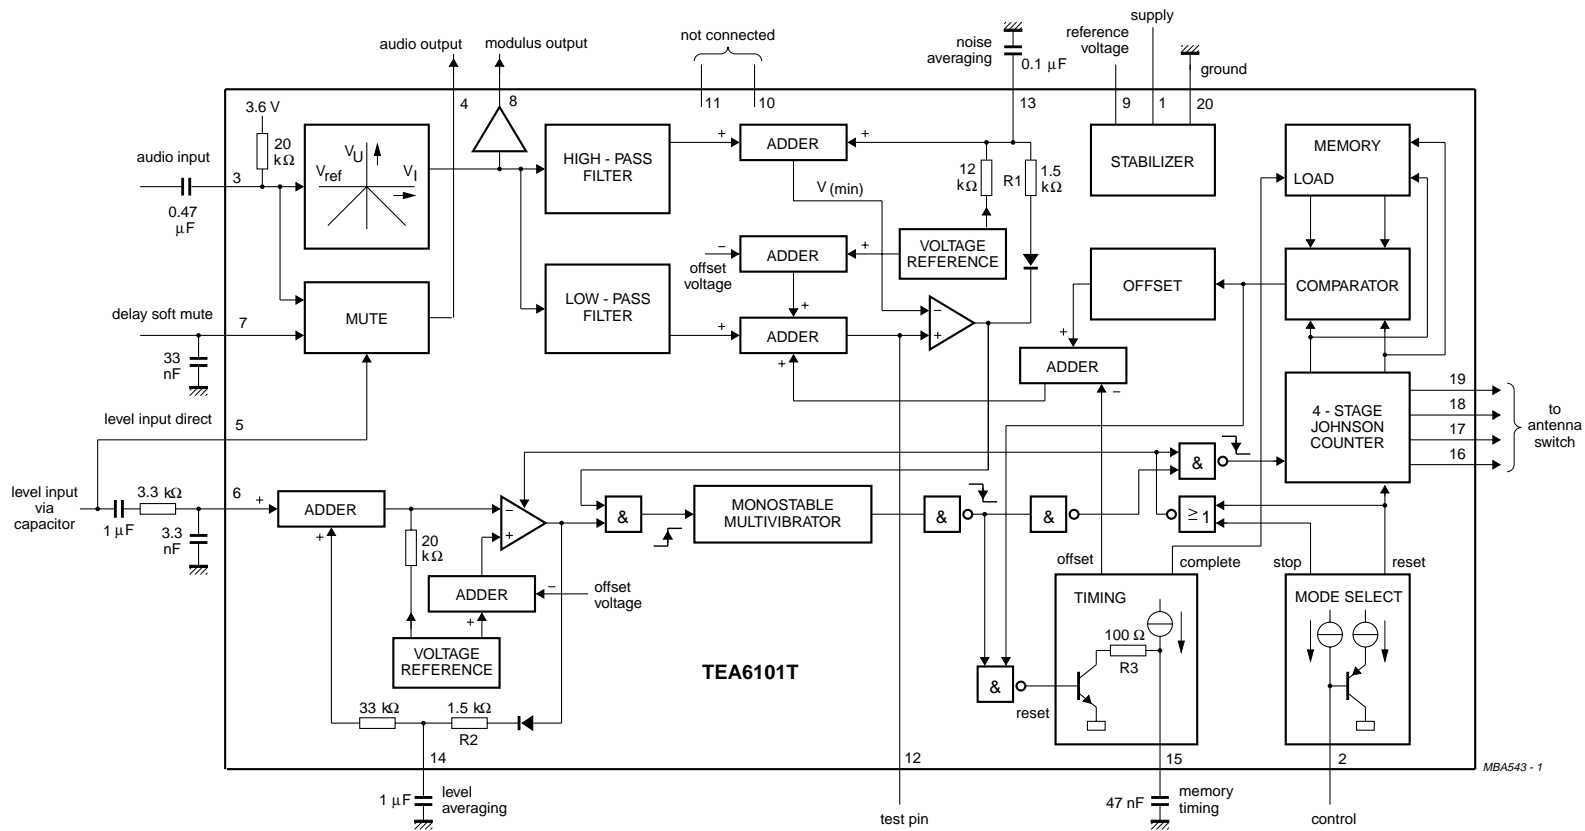 supply
reference
voltage
audio output
modulus output
not connected
noise
averaging
0.1 μF
ground
4
8
11
10
13
9
1
20
3.6 V
20
kΩ
audio input
3
0.47
μF
V U
V ref
V I
HIGH - PASS
FILTER
ADDER
+
+
12
kΩ
R1
1.5
kΩ
STABILIZER
MEMORY
LOAD
V (min)
VOLTAGE
REFERENCE
−
offset
voltage
ADDER
+
+
OFFSET
COMPARATOR
delay soft mute
7
33
nF
MUTE
LOW - PASS
FILTER
+
ADDER
+
−
+
+
ADDER
−
level input direct
5
4 - STAGE
JOHNSON
COUNTER
19
18
17
16
to
antenna
switch
level input
via
capacitor
1 μF
3.3 kΩ
3.3
nF
6
+
ADDER
+
20
kΩ
−
+
&
MONOSTABLE
MULTIVIBRATOR
&
&
&
≥ 1
ADDER
−
offset
voltage
+
VOLTAGE
REFERENCE
offset
complete
stop
reset
TIMING
100 Ω
R3
MODE SELECT
&
reset
TEA6101T
33 kΩ
1.5 kΩ
R2
14
12
15
2
1 μF
level
averaging
test pin
47 nF
memory
timing
control
MBA543 - 1